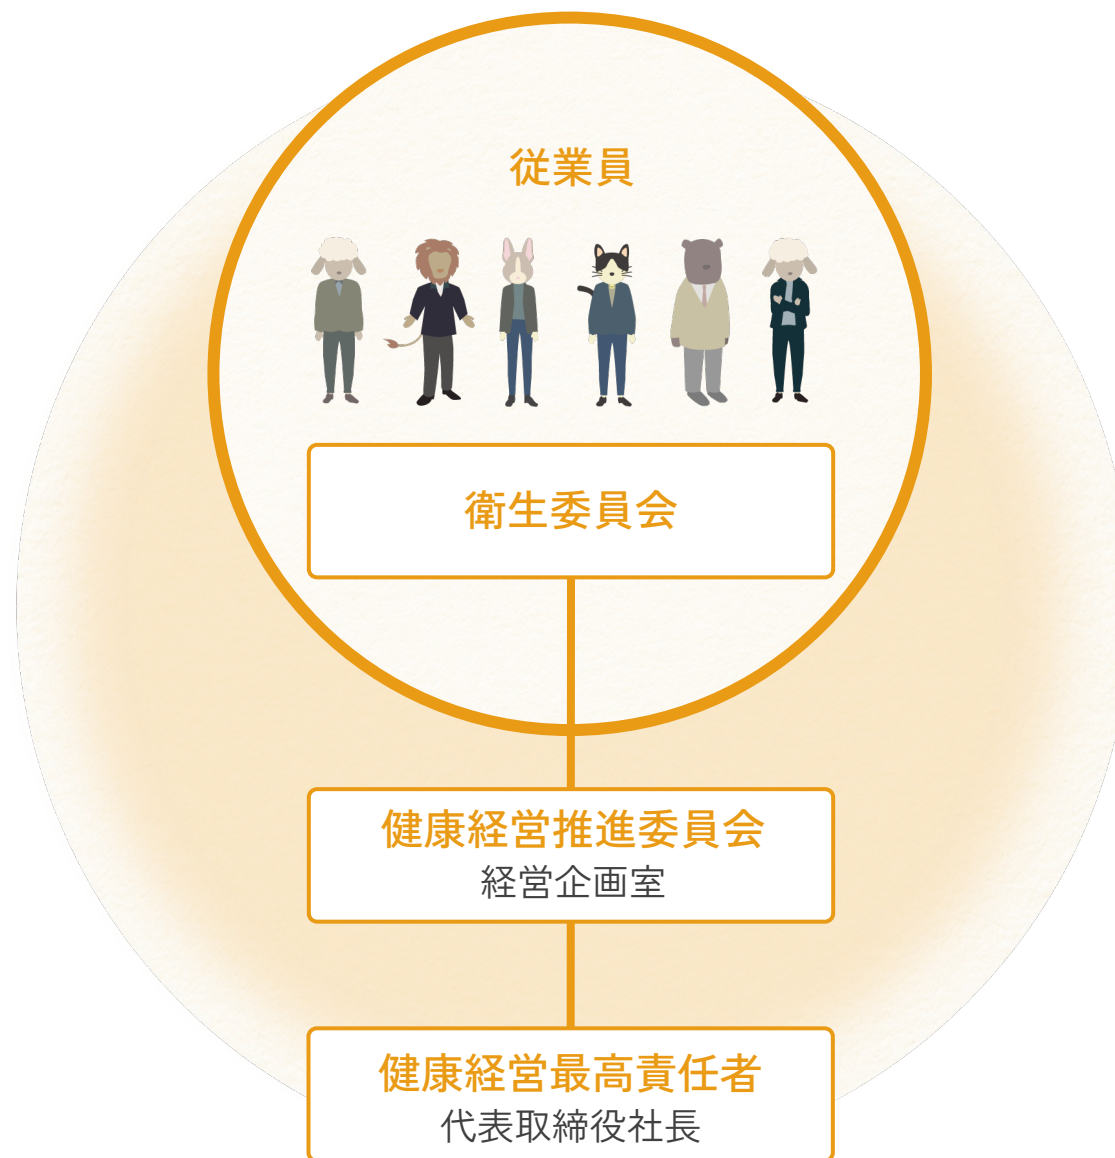 従業員
衛生委員会
健康経営推進委員会
経営企画室
健康経営最高責任者
代表取締役社長